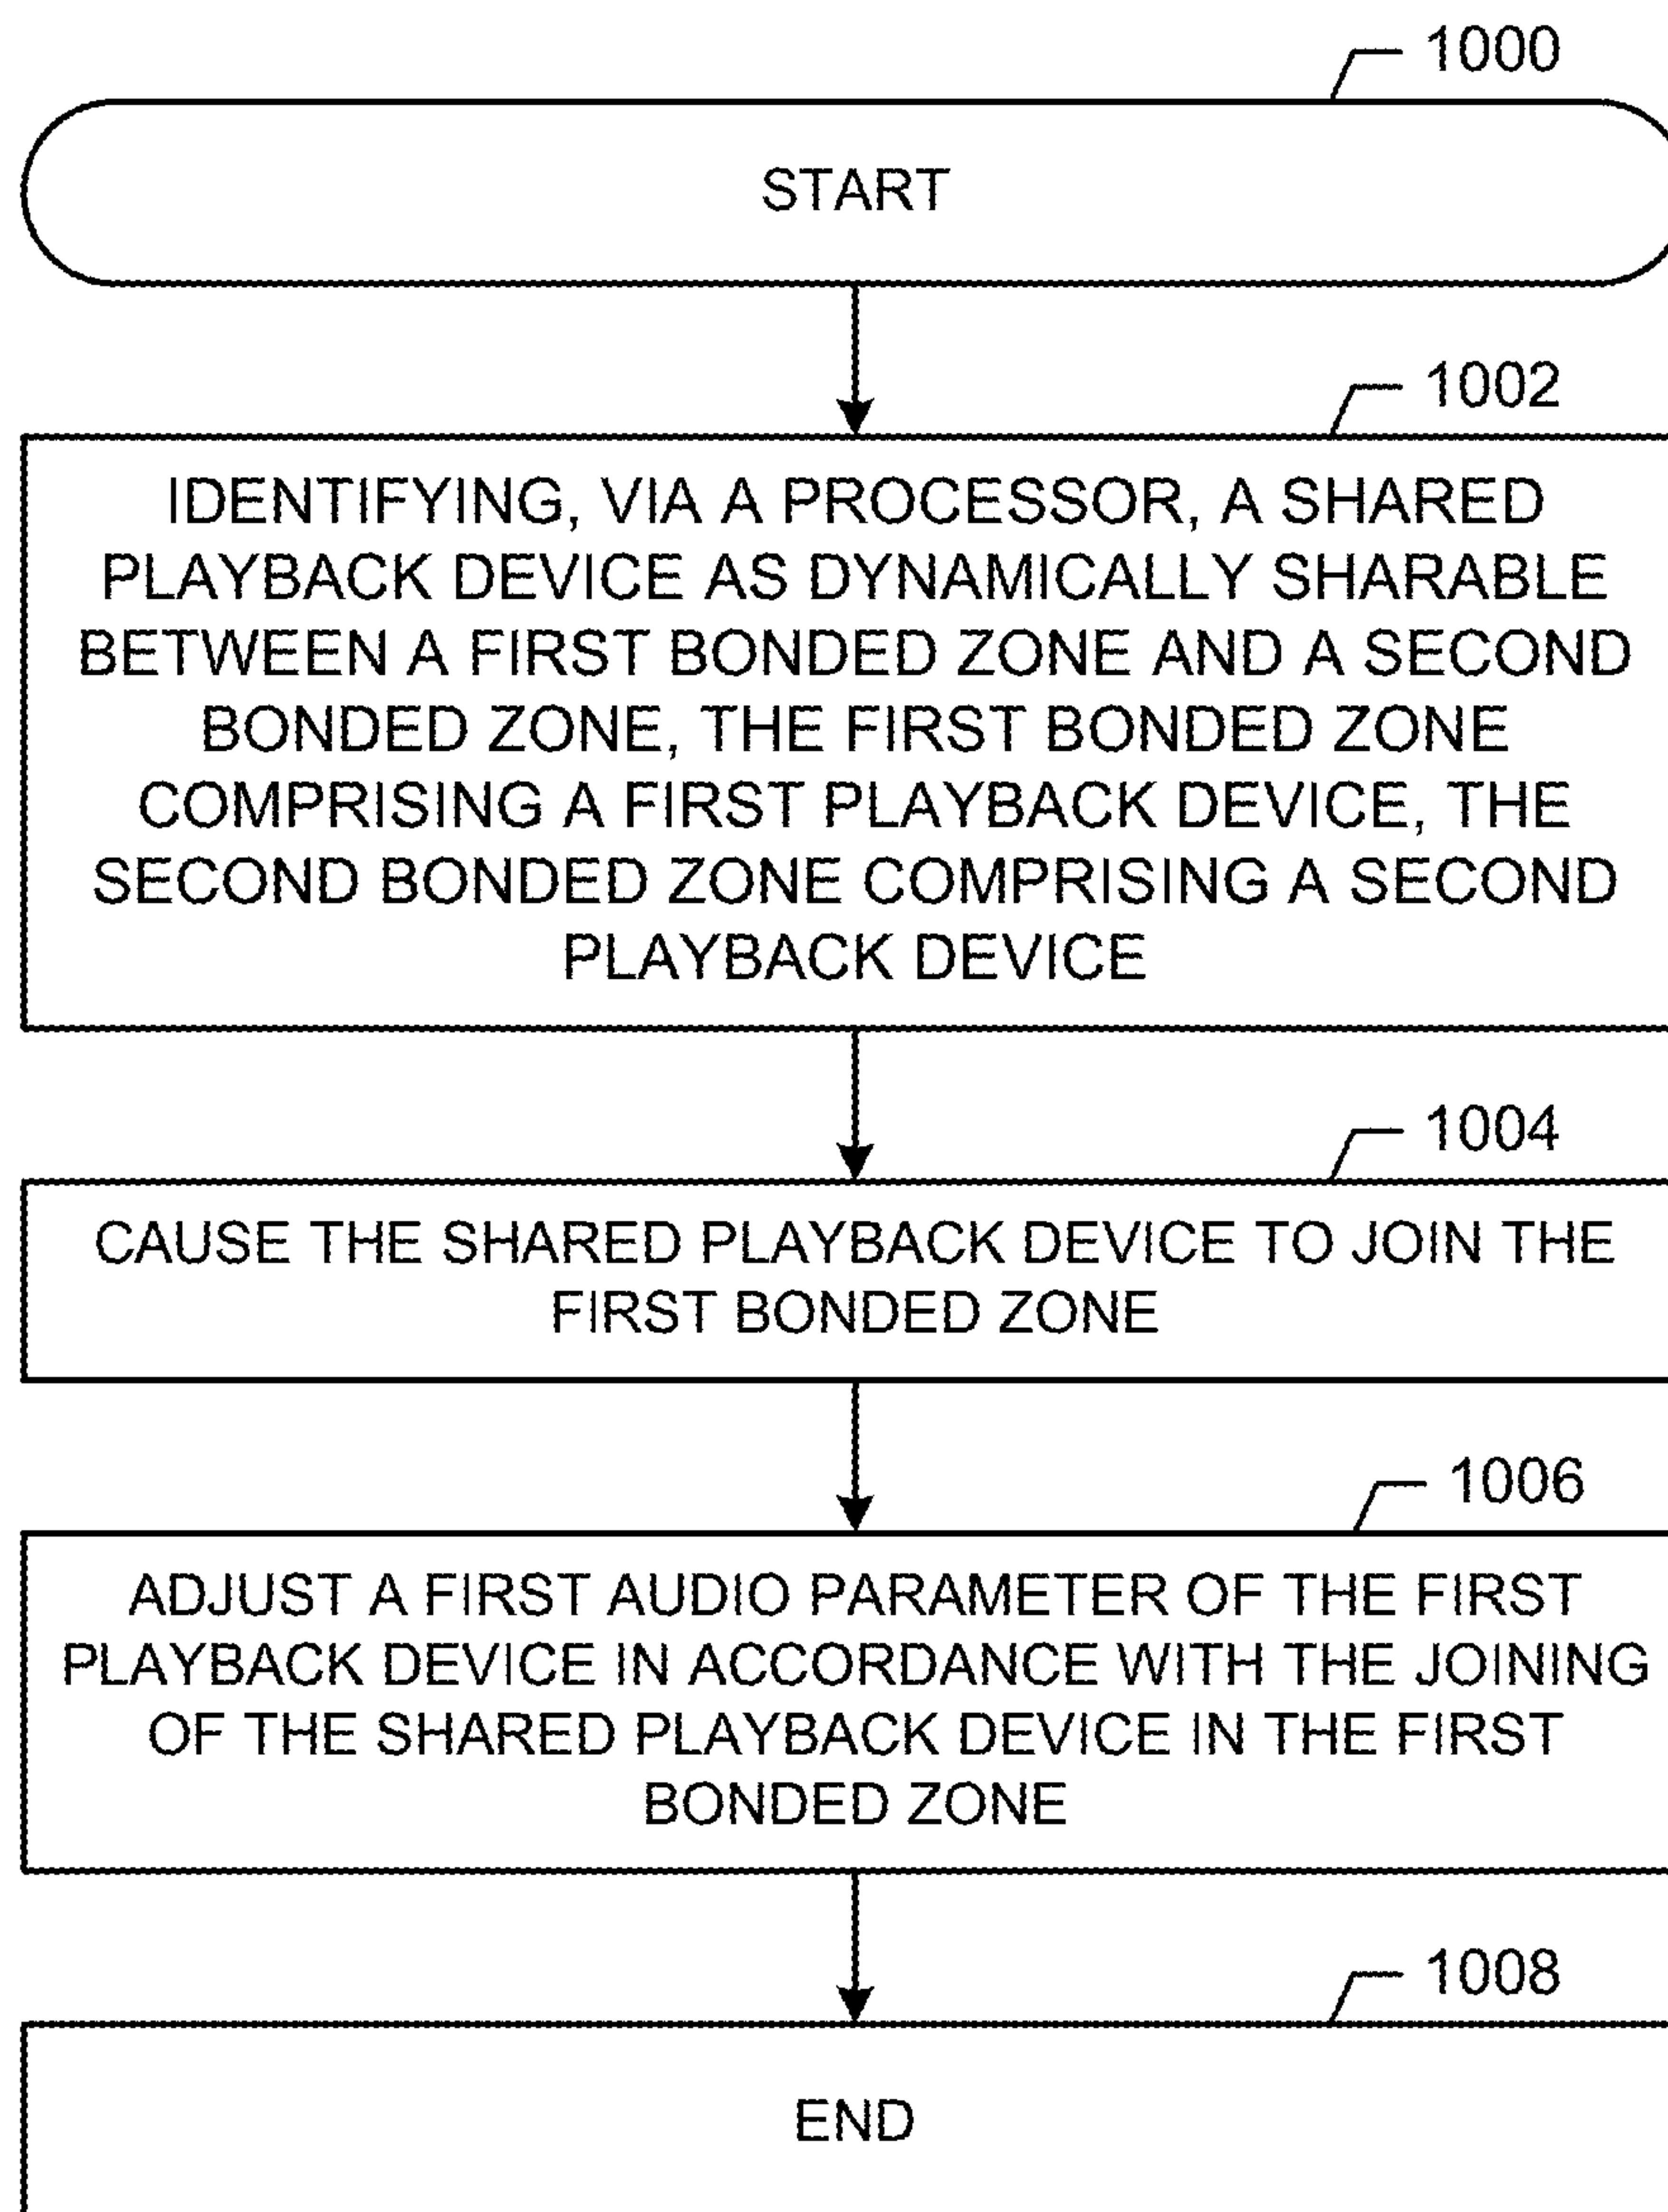 1000
START
1002
IDENTIFYING, VIA A PROCESSOR, A SHARED
PLAYBACK DEVICE AS DYNAMICALLY SHARABLE
BETWEEN A FIRST BONDED ZONE AND A SECOND
BONDED ZONE, THE FIRST BONDED ZONE
COMPRISING A FIRST PLAYBACK DEVICE, THE
SECOND BONDED ZONE COMPRISING A SECOND
PLAYBACK DEVICE
1004
CAUSE THE SHARED PLAYBACK DEVICE TO JOIN THE
FIRST BONDED ZONE
1006
ADJUST A FIRST AUDIO PARAMETER OF THE FIRST
PLAYBACK DEVICE IN ACCORDANCE WITH THE JOINING
OF THE SHARED PLAYBACK DEVICE IN THE FIRST
BONDED ZONE
1008
END